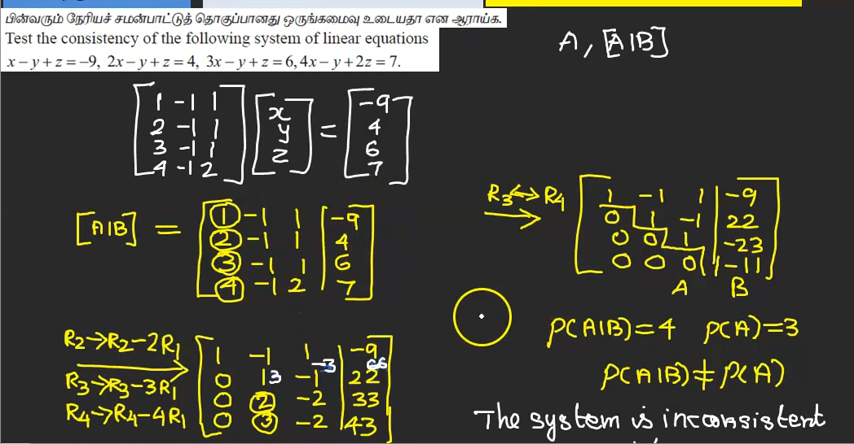 பின்வரும் நேரியச் சமன்பாட்டுத் தொகுப்பானது ஒருங்கமைவு உடையதா என ஆராய்க.
Test the consistency of the following system of linear equations
x − y + z = −9, 2x − y + z = 4, 3x − y + z = 6, 4x − y + 2z = 7.
A, [A|B]
[1 −1 1] [x] = [−9]
[2 −1 1] [y] [4]
[3 −1 1] [z] [6]
[4 −1 2] [7]
[A|B] = [1 −1 1 | −9]
[2 −1 1 | 4]
[3 −1 1 | 6]
[4 −1 2 | 7]
R2→R2−2R1
R3→R3−3R1
R4→R4−4R1
[1 −1 1 | −9]
−3 66
[0 1 3 −1 | 22]
[0 2 −2 | 33]
[0 3 −2 | 43]
R3↔R4
[1 −1 1 | −9]
[0 1 −1 | 22]
[0 0 1 | −23]
[0 0 0 | −11]
A B
ρ(A|B)=4 ρ(A)=3
ρ(A|B)≠ρ(A)
The system is inconsistent